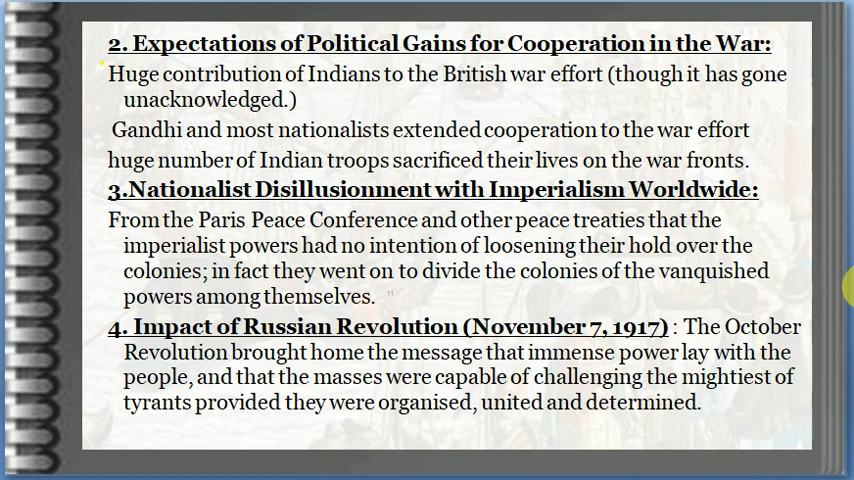 2. Expectations of Political Gains for Cooperation in the War:
Huge contribution of Indians to the British war effort (though it has gone
unacknowledged.)
Gandhi and most nationalists extended cooperation to the war effort
huge number of Indian troops sacrificed their lives on the war fronts.
3.Nationalist Disillusionment with Imperialism Worldwide:
From the Paris Peace Conference and other peace treaties that the
imperialist powers had no intention of loosening their hold over the
colonies; in fact they went on to divide the colonies of the vanquished
powers among themselves. "
4. Impact of Russian Revolution (November 7, 1917) : The October
Revolution brought home the message that immense power lay with the
people, and that the masses were capable of challenging the mightiest of
tyrants provided they were organised, united and determined.